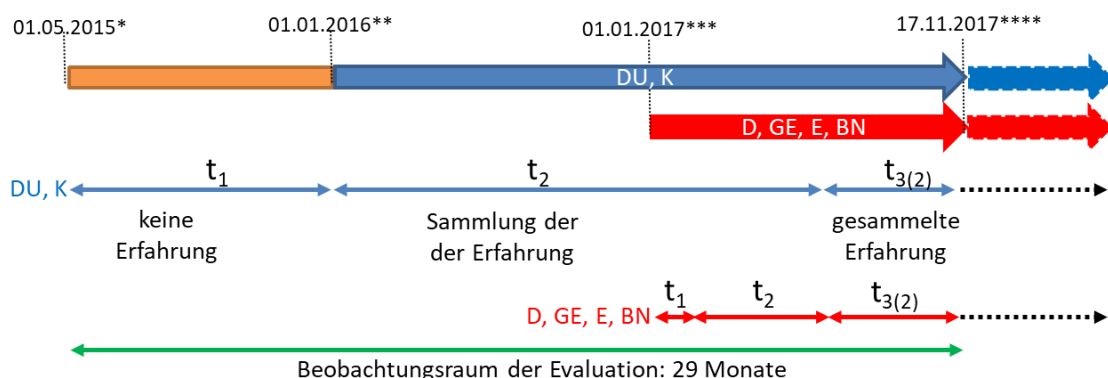 01.05.2015*
01.01.2016**
01.01.2017***
17.11.2017****
DU, K
D, GE, E, BN
t1
t2
t3(2)
DU, K
keine
Erfahrung
Sammlung der
der Erfahrung
gesammelte
Erfahrung
t1
t2
t3(2)
D, GE, E, BN
Beobachtungsraum der Evaluation: 29 Monate